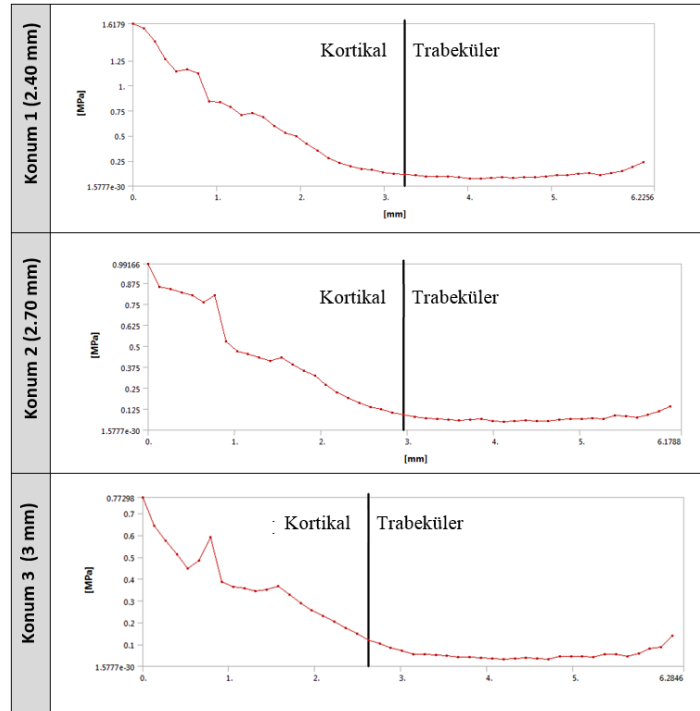 Konum 1 (2.40 mm)
1.6179
1.25
1.
0.75
0.5
0.25
1.5777e-30
[MPa]
Kortikal
Trabeküler
0.
1.
2.
3.
4.
5.
6.2256
[mm]
Konum 2 (2.70 mm)
0.99166
0.875
0.75
0.625
0.5
0.375
0.25
0.125
1.5777e-30
[MPa]
Kortikal
Trabeküler
0.
1.
2.
3.
4.
5.
6.1788
[mm]
Konum 3 (3 mm)
0.77298
0.7
0.6
0.5
0.4
0.3
0.2
0.1
1.5777e-30
[MPa]
Kortikal
Trabeküler
0.
1.
2.
3.
4.
5.
6.2846
[mm]